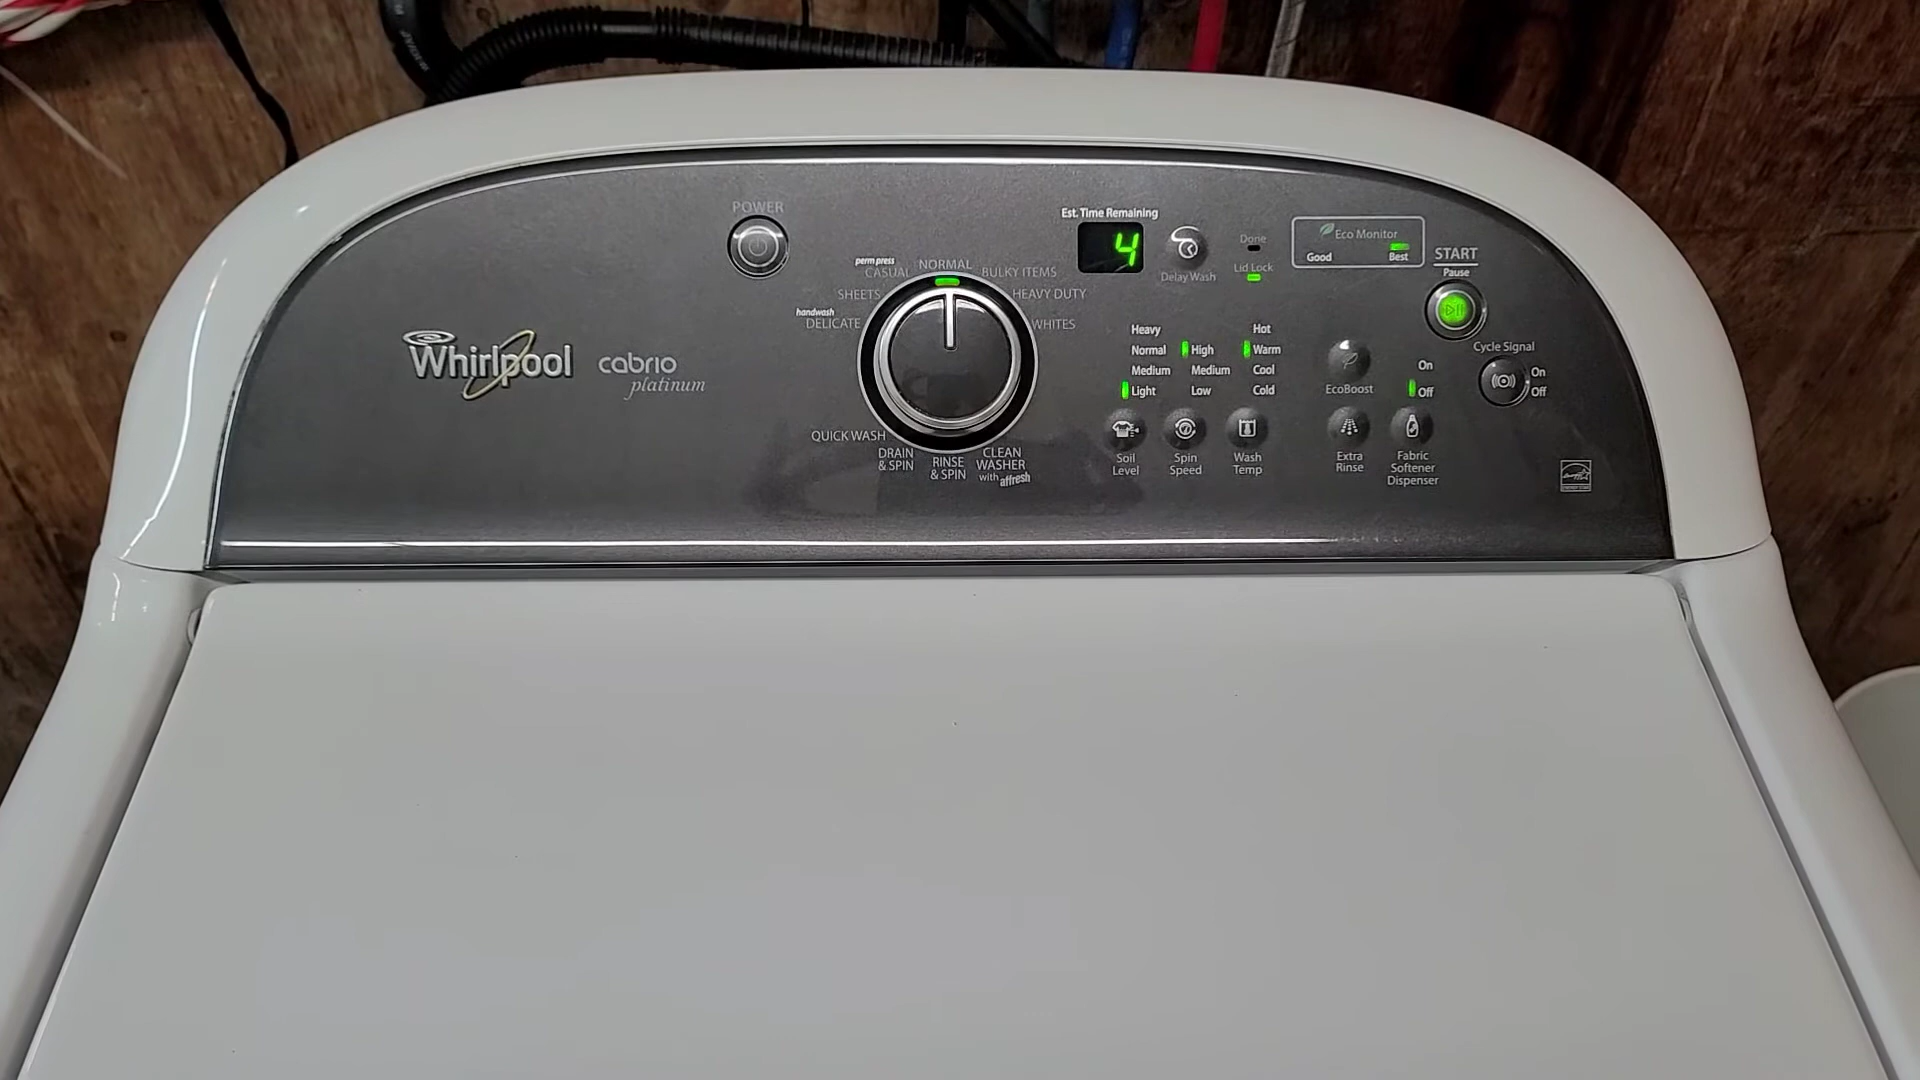 POWER
Est. Time Remaining
4
Delay Wash
Done
Lid Lock
Eco Monitor
Good
Best
START
Pause
perm press
CASUAL
NORMAL
BULKY ITEMS
SHEETS
HEAVY DUTY
handwash
DELICATE
WHITES
QUICK WASH
DRAIN
& SPIN
RINSE
& SPIN
CLEAN
WASHER
with affresh
Whirlpool
cabrio
platinum
Heavy
Normal
Medium
Light
Soil
Level
High
Medium
Low
Spin
Speed
Hot
Warm
Cool
Cold
Wash
Temp
EcoBoost
Extra
Rinse
On
Off
Fabric
Softener
Dispenser
Cycle Signal
On
Off